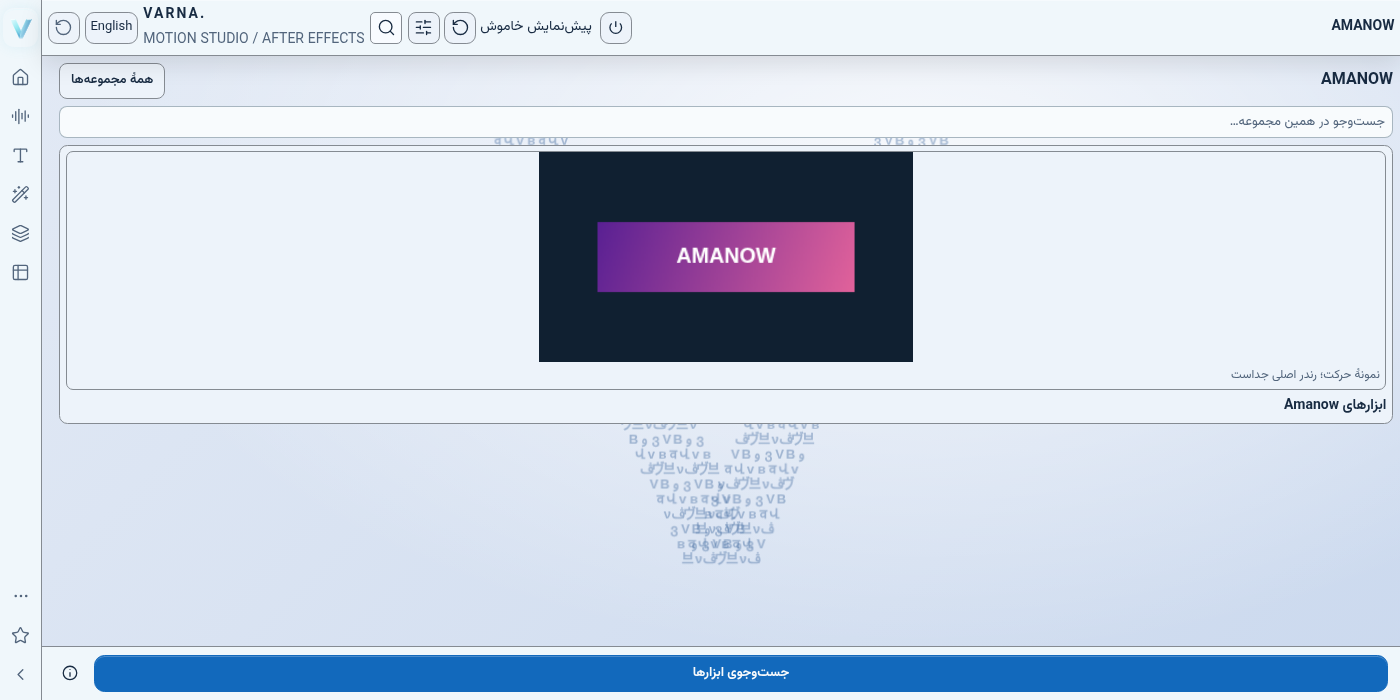 AMANOW
پیش‌نمایش خاموش
VARNA.
MOTION STUDIO / AFTER EFFECTS
English
AMANOW
همهٔ مجموعه‌ها
جست‌وجو در همین مجموعه…
AMANOW
نمونهٔ حرکت؛ رندر اصلی جداست
ابزارهای Amanow
جست‌وجوی ابزارها